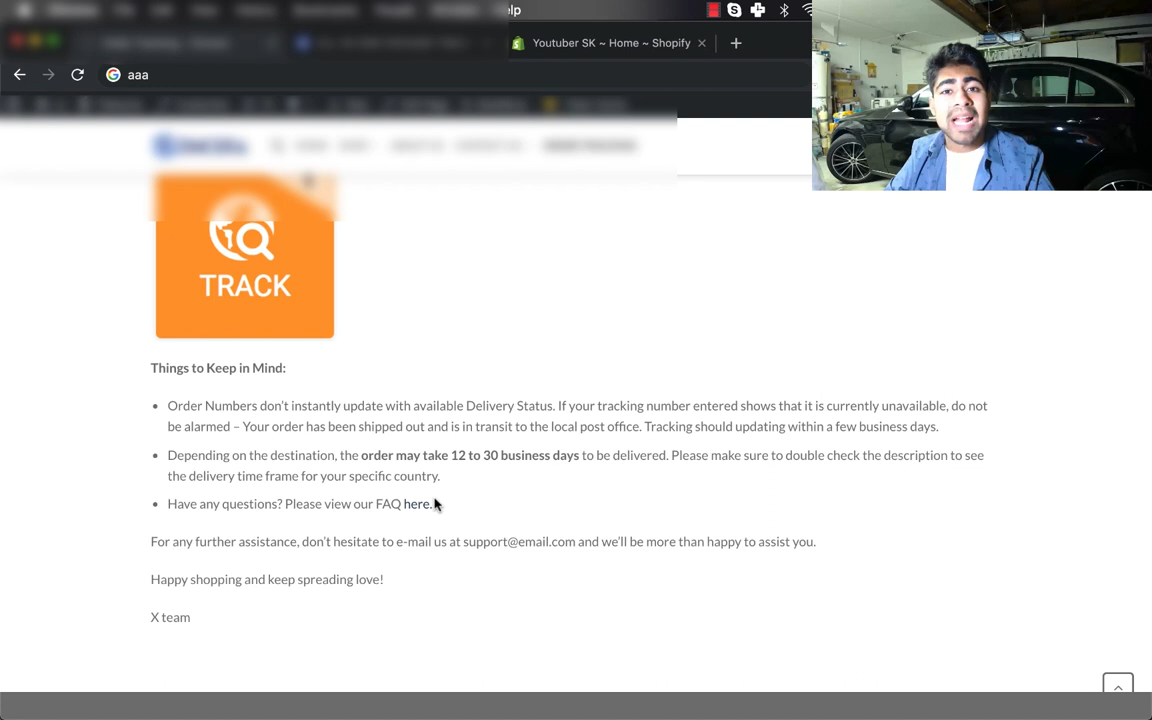 elp
Youtuber SK ~ Home ~ Shopify
aaa
TRACK
Things to Keep in Mind:
Order Numbers don't instantly update with available Delivery Status. If your tracking number entered shows that it is currently unavailable, do not
be alarmed – Your order has been shipped out and is in transit to the local post office. Tracking should updating within a few business days.
Depending on the destination, the order may take 12 to 30 business days to be delivered. Please make sure to double check the description to see
the delivery time frame for your specific country.
Have any questions? Please view our FAQ here.
For any further assistance, don't hesitate to e-mail us at support@email.com and we'll be more than happy to assist you.
Happy shopping and keep spreading love!
X team